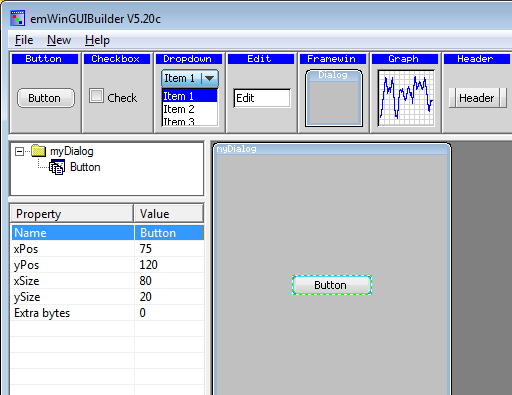 emWinGUIBuilder V5.20c
File New Help
Button Checkbox Dropdown Edit Framewin Graph Header
Button Check Item 1 Item 1 Item 2 Item 3 Edit Dialog Header
myDialog
Button
Property Value
Name Button
xPos 75
yPos 120
xSize 80
ySize 20
Extra bytes 0
myDialog
Button